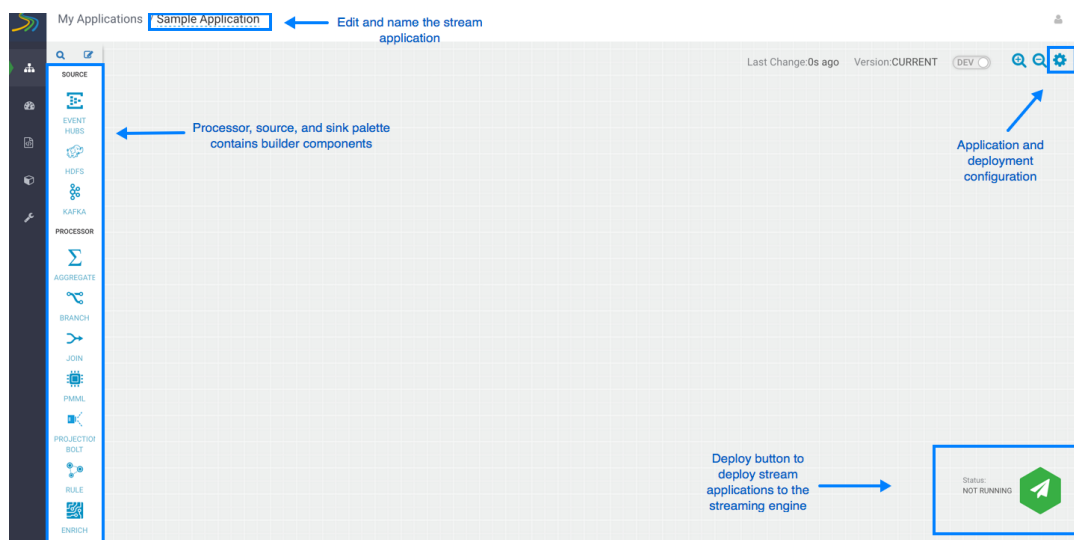 My Applications / Sample Application
Edit and name the stream
application
Last Change:0s ago Version:CURRENT DEV
SOURCE
EVENT
HUBS
HDFS
KAFKA
PROCESSOR
AGGREGATE
BRANCH
JOIN
PMML
PROJECTION
BOLT
RULE
ENRICH
Processor, source, and sink palette
contains builder components
Application and
deployment
configuration
Deploy button to
deploy stream
applications to the
streaming engine
Status:
NOT RUNNING